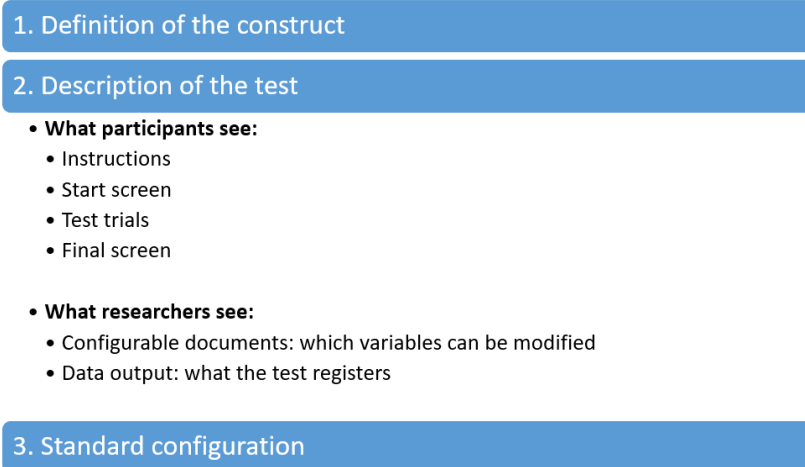 1. Definition of the construct
2. Description of the test
• What participants see:
• Instructions
• Start screen
• Test trials
• Final screen
• What researchers see:
• Configurable documents: which variables can be modified
• Data output: what the test registers
3. Standard configuration